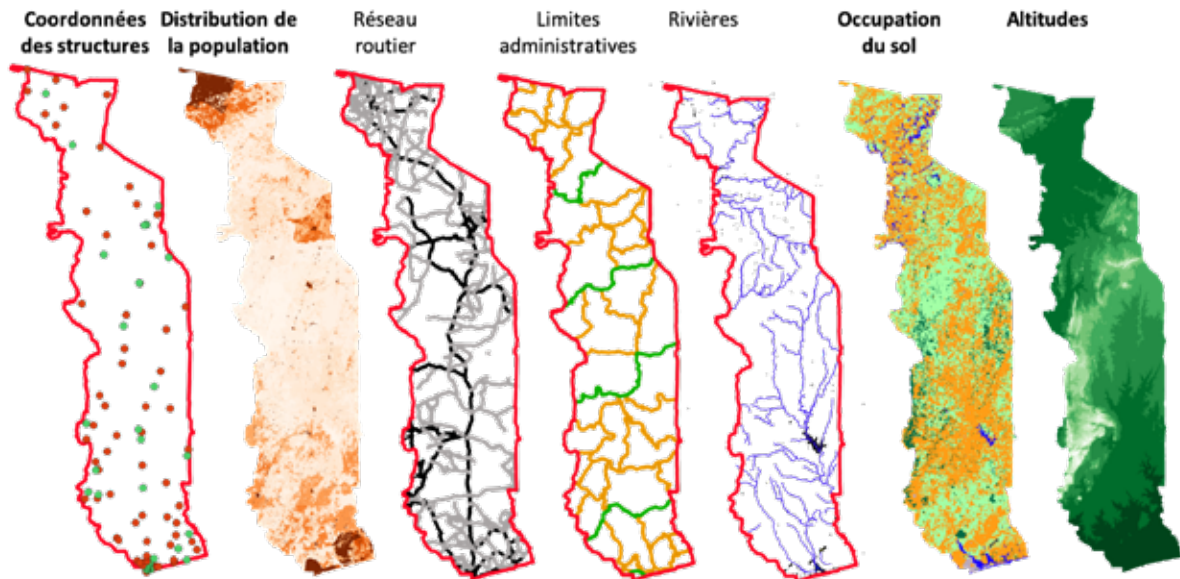 Coordonnées
des structures
Distribution de
la population
Réseau
routier
Limites
administratives
Rivières
Occupation
du sol
Altitudes